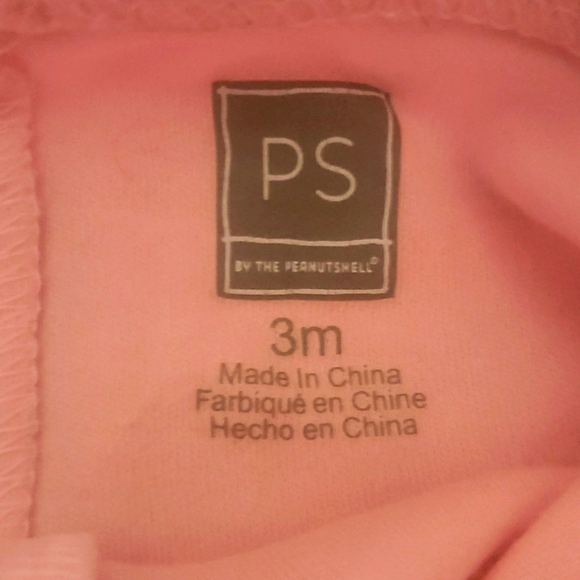 PS
BY THE PEANUTSHELL®
3m
Made In China
Farbiqué en Chine
Hecho en China